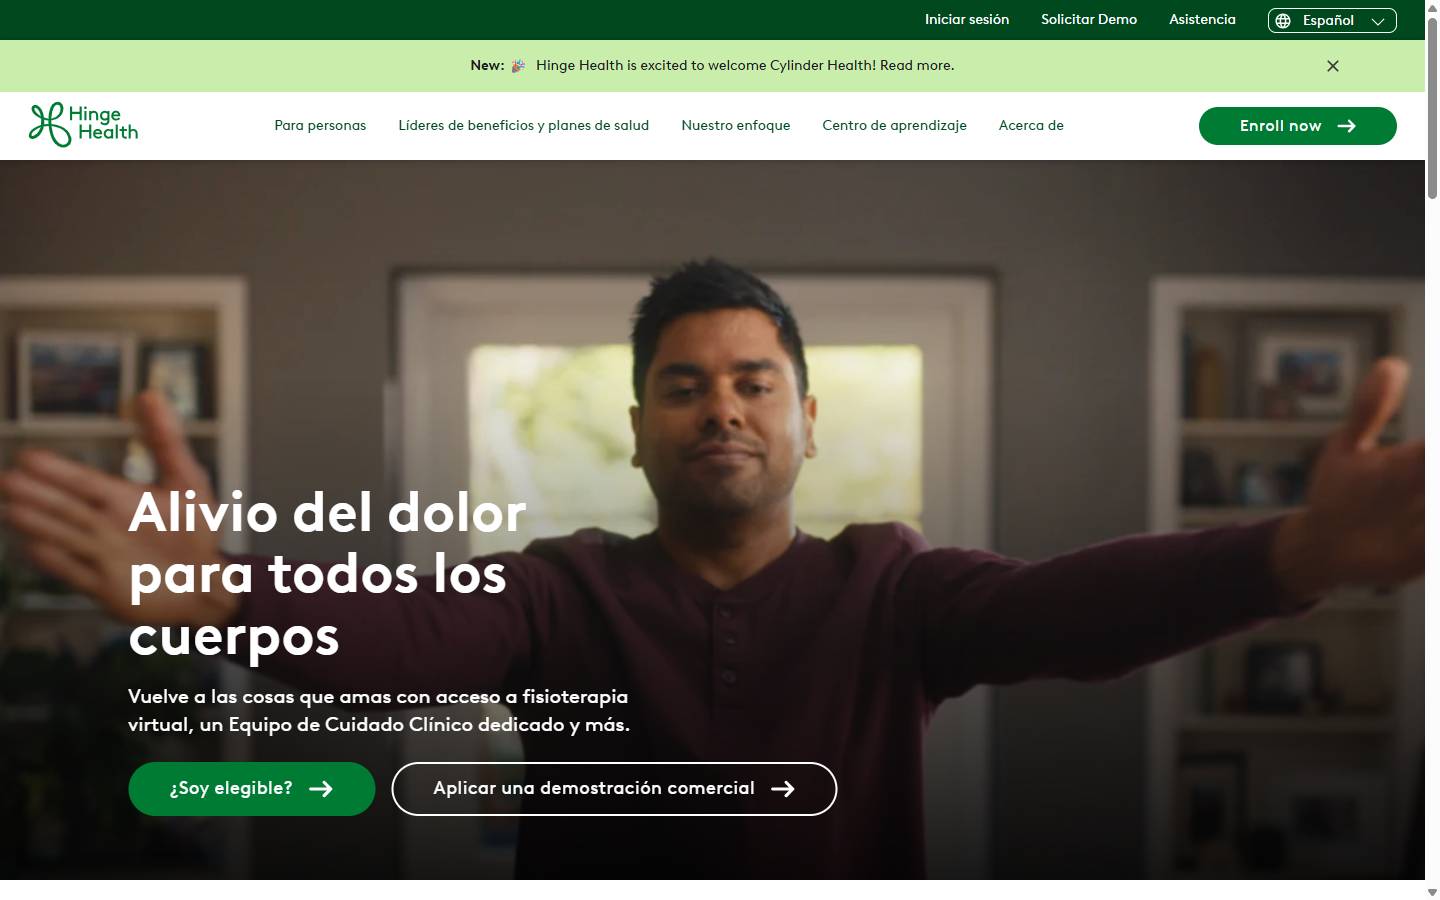 Iniciar sesión
Solicitar Demo
Asistencia
Español
New: 🎉 Hinge Health is excited to welcome Cylinder Health! Read more.
Hinge
Health
Para personas
Líderes de beneficios y planes de salud
Nuestro enfoque
Centro de aprendizaje
Acerca de
Enroll now
Alivio del dolor
para todos los
cuerpos
Vuelve a las cosas que amas con acceso a fisioterapia
virtual, un Equipo de Cuidado Clínico dedicado y más.
¿Soy elegible?
Aplicar una demostración comercial